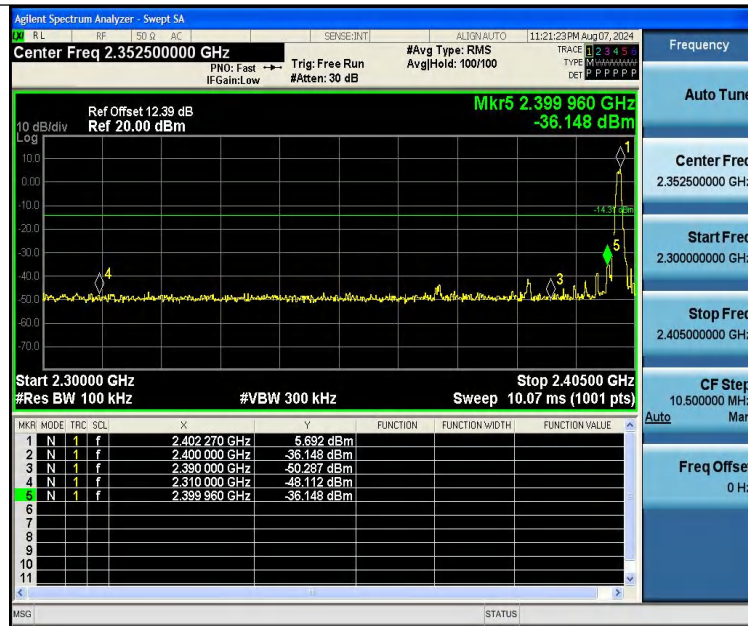 Agilent Spectrum Analyzer - Swept SA
LXI RL RF 50 Ω AC SENSE:INT ALIGNAUTO 11:21:23PM Aug 07, 2024
Center Freq 2.352500000 GHz
PNO: Fast
IFGain:Low
Trig: Free Run
#Atten: 30 dB
#Avg Type: RMS
Avg|Hold: 100/100
TRACE 1 2 3 4 5 6
TYPE M
DET P P P P P P
Ref Offset 12.39 dB
10 dB/div Ref 20.00 dBm
Log
Mkr5 2.399 960 GHz
-36.148 dBm
10.0
0.00
-10.0
-20.0
-30.0
-40.0
-50.0
-60.0
-70.0
1
-14.31 dBm
5
4
3
Start 2.30000 GHz Stop 2.40500 GHz
#Res BW 100 kHz #VBW 300 kHz Sweep 10.07 ms (1001 pts)
MKR MODE TRC SCL X Y FUNCTION FUNCTION WIDTH FUNCTION VALUE
1 N 1 f 2.402 270 GHz 5.692 dBm
2 N 1 f 2.400 000 GHz -36.148 dBm
3 N 1 f 2.390 000 GHz -50.287 dBm
4 N 1 f 2.310 000 GHz -48.112 dBm
5 N 1 f 2.399 960 GHz -36.148 dBm
6
7
8
9
10
11
MSG STATUS
Frequency
Auto Tune
Center Freq
2.352500000 GHz
Start Freq
2.300000000 GHz
Stop Freq
2.405000000 GHz
CF Step
10.500000 MHz
Auto Man
Freq Offset
0 Hz